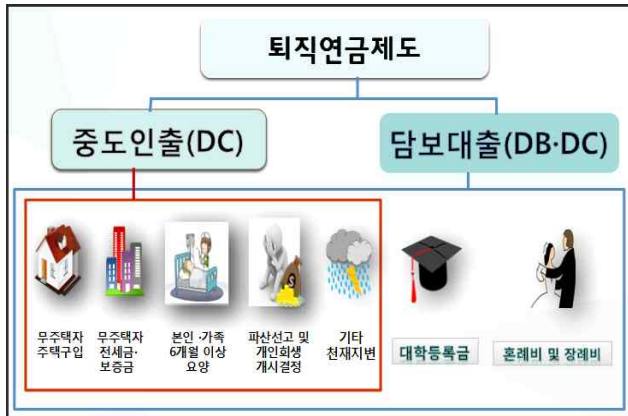 퇴직연금제도
중도인출(DC)
담보대출(DB·DC)
무주택자
주택구입
무주택자
전세금·
보증금
본인·가족
6개월 이상
요양
파산선고 및
개인회생
개시결정
기타
천재지변
대학등록금
혼례비 및 장례비